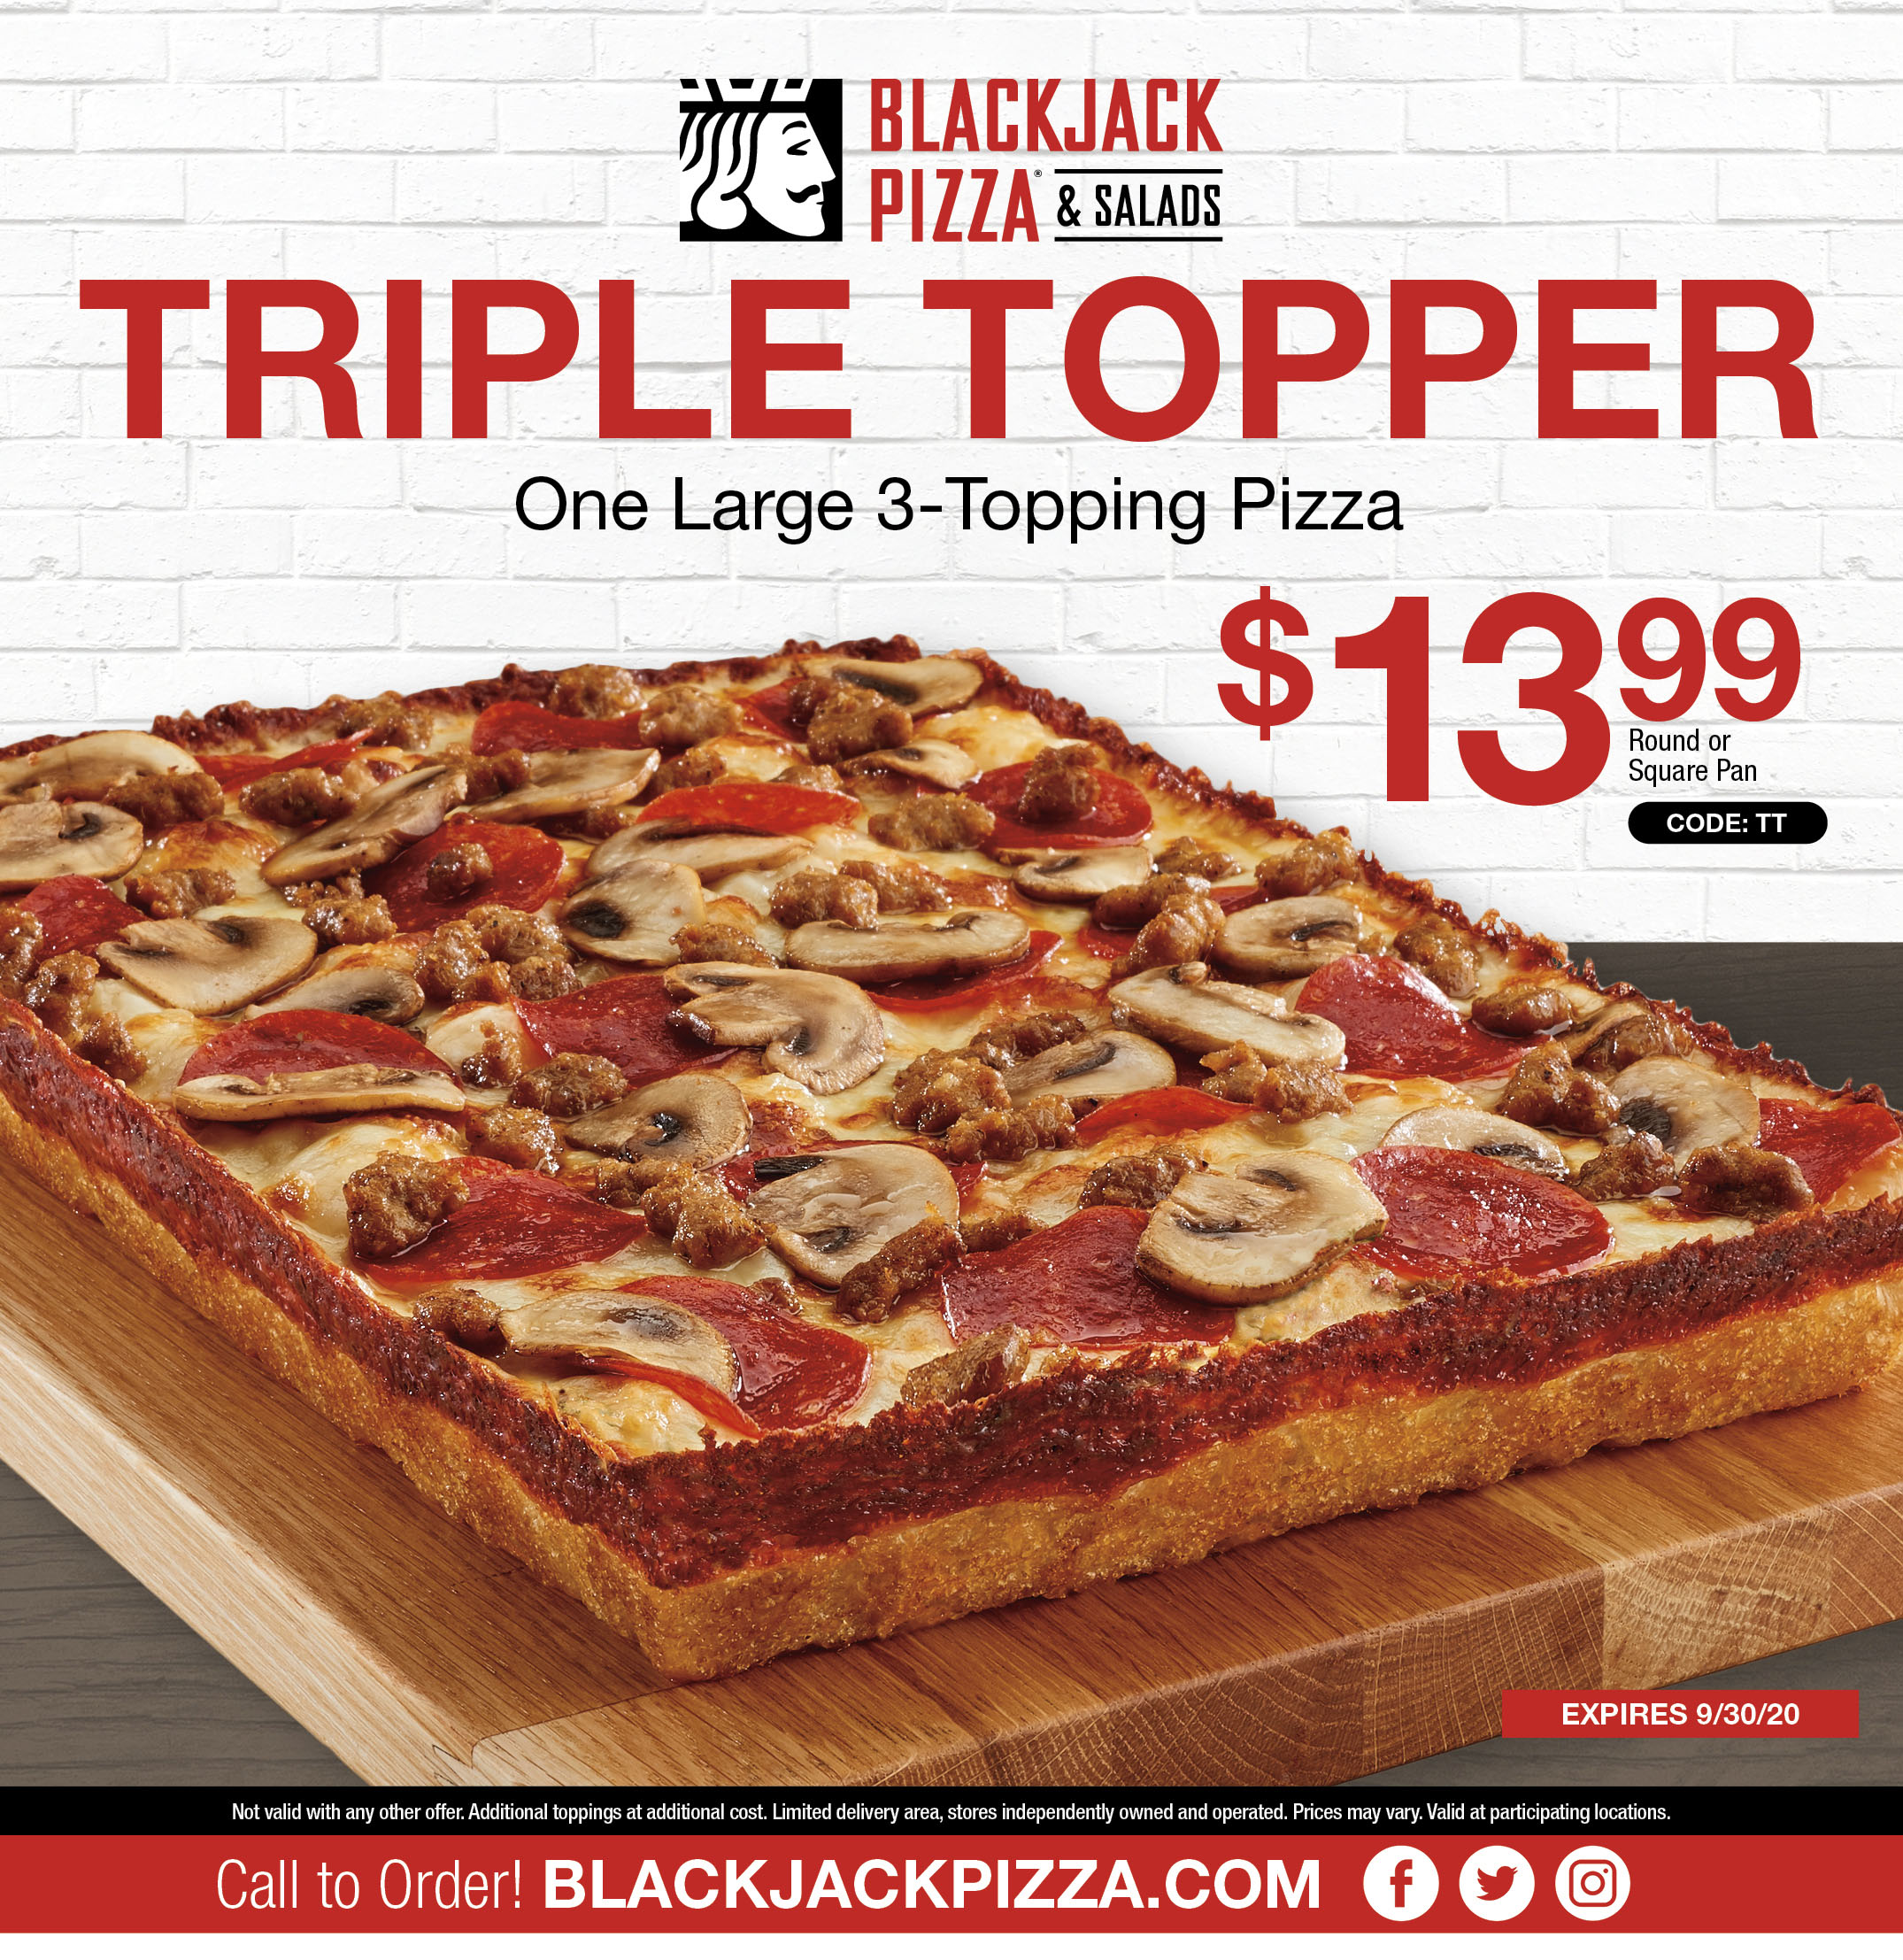 BLACKJACK
PIZZA® & SALADS
TRIPLE TOPPER
One Large 3-Topping Pizza
$13.99
Round or
Square Pan
CODE: TT
EXPIRES 9/30/20
Not valid with any other offer. Additional toppings at additional cost. Limited delivery area, stores independently owned and operated. Prices may vary. Valid at participating locations.
Call to Order! BLACKJACKPIZZA.COM